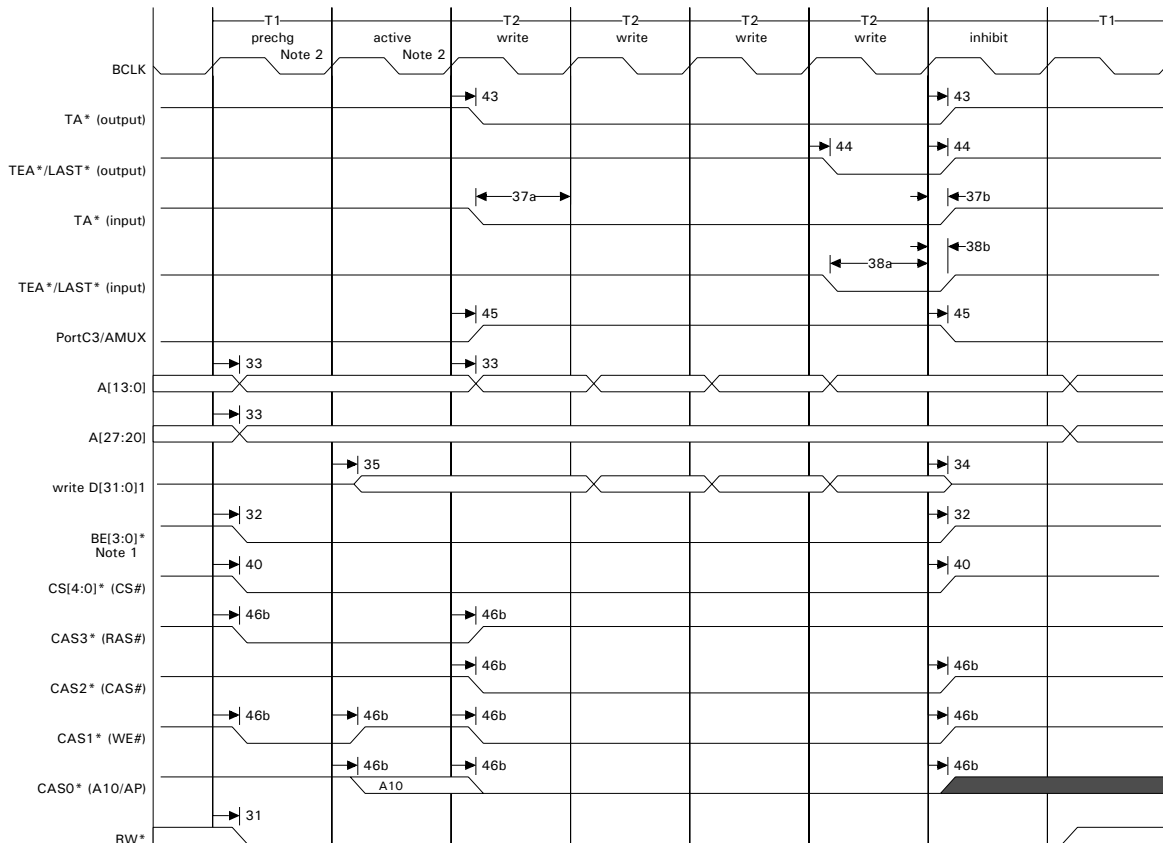 T1 T2 T2 T2 T2 T1
prechg active write write write write inhibit
Note 2 Note 2
BCLK
43 43
TA* (output)
44 44
TEA*/LAST* (output)
37a 37b
TA* (input)
38b
38a
TEA*/LAST* (input)
45 45
PortC3/AMUX
33 33
A[13:0]
33
A[27:20]
35 34
write D[31:0]1
32 32
BE[3:0]*
Note 1
40 40
CS[4:0]* (CS#)
46b 46b
CAS3* (RAS#)
46b 46b
CAS2* (CAS#)
46b 46b 46b 46b
CAS1* (WE#)
46b 46b 46b
CAS0* (A10/AP) A10
31
RW*